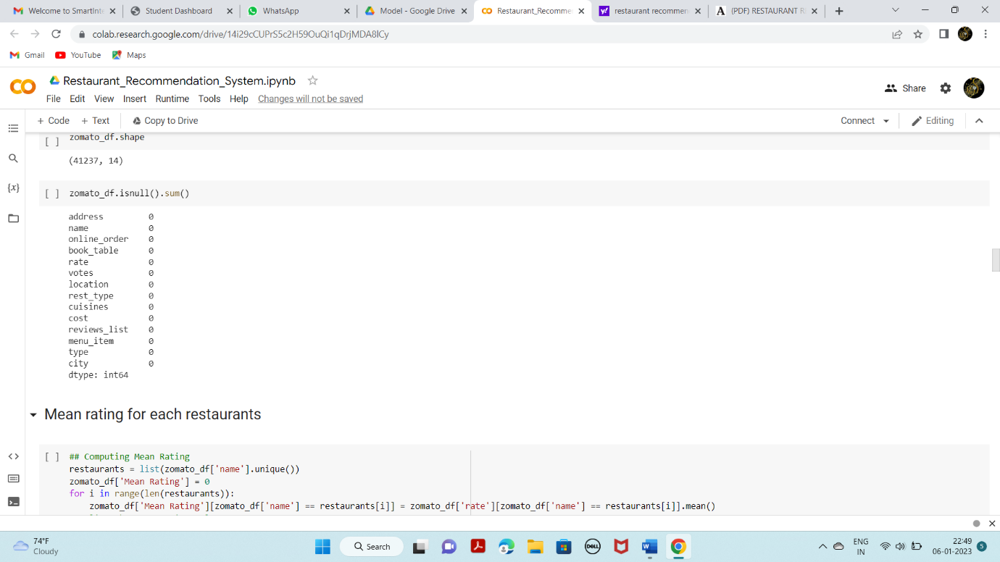 Welcome to SmartInte
Student Dashboard
WhatsApp
Model - Google Drive
Restaurant_Recomme
restaurant recommen
(PDF) RESTAURANT R
colab.research.google.com/drive/14i29cCUPrS5c2H59OuQi1qDrjMDA8lCy
Gmail YouTube Maps
Restaurant_Recommendation_System.ipynb
File Edit View Insert Runtime Tools Help Changes will not be saved
Share
+ Code + Text Copy to Drive
Connect Editing
[ ] zomato_df.shape
(41237, 14)
{x}
[ ] zomato_df.isnull().sum()
address 0
name 0
online_order 0
book_table 0
rate 0
votes 0
location 0
rest_type 0
cuisines 0
cost 0
reviews_list 0
menu_item 0
type 0
city 0
dtype: int64
Mean rating for each restaurants
[ ] ## Computing Mean Rating
restaurants = list(zomato_df['name'].unique())
zomato_df['Mean Rating'] = 0
for i in range(len(restaurants)):
zomato_df['Mean Rating'][zomato_df['name'] == restaurants[i]] = zomato_df['rate'][zomato_df['name'] == restaurants[i]].mean()
74°F
Cloudy
Search
DELL
W
ENG
IN
22:49
06-01-2023
5